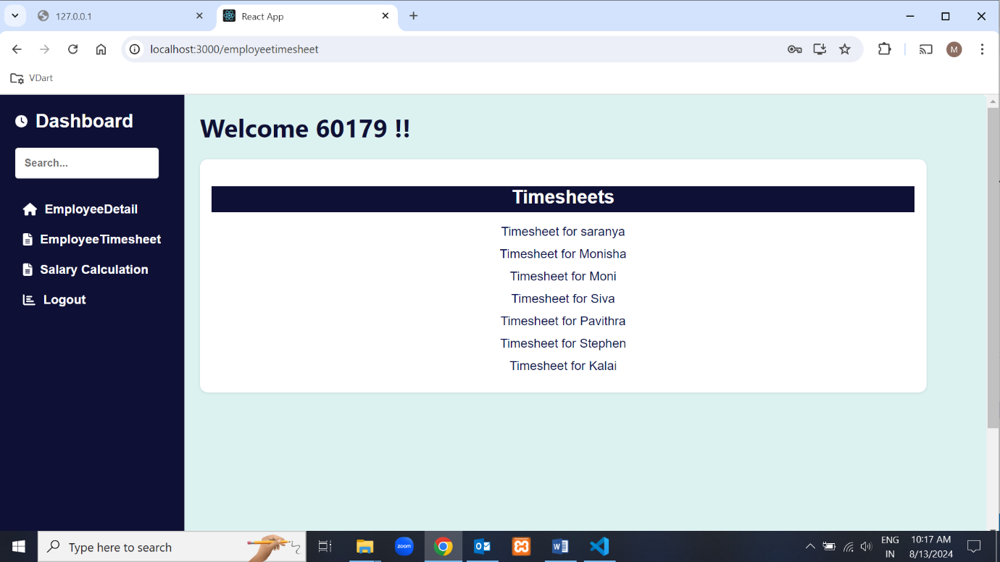 127.0.0.1
React App
localhost:3000/employeetimesheet
M
VDart
Dashboard
Search...
EmployeeDetail
EmployeeTimesheet
Salary Calculation
Logout
Welcome 60179 !!
Timesheets
Timesheet for saranya
Timesheet for Monisha
Timesheet for Moni
Timesheet for Siva
Timesheet for Pavithra
Timesheet for Stephen
Timesheet for Kalai
Type here to search
zoom
ENG
IN
10:17 AM
8/13/2024